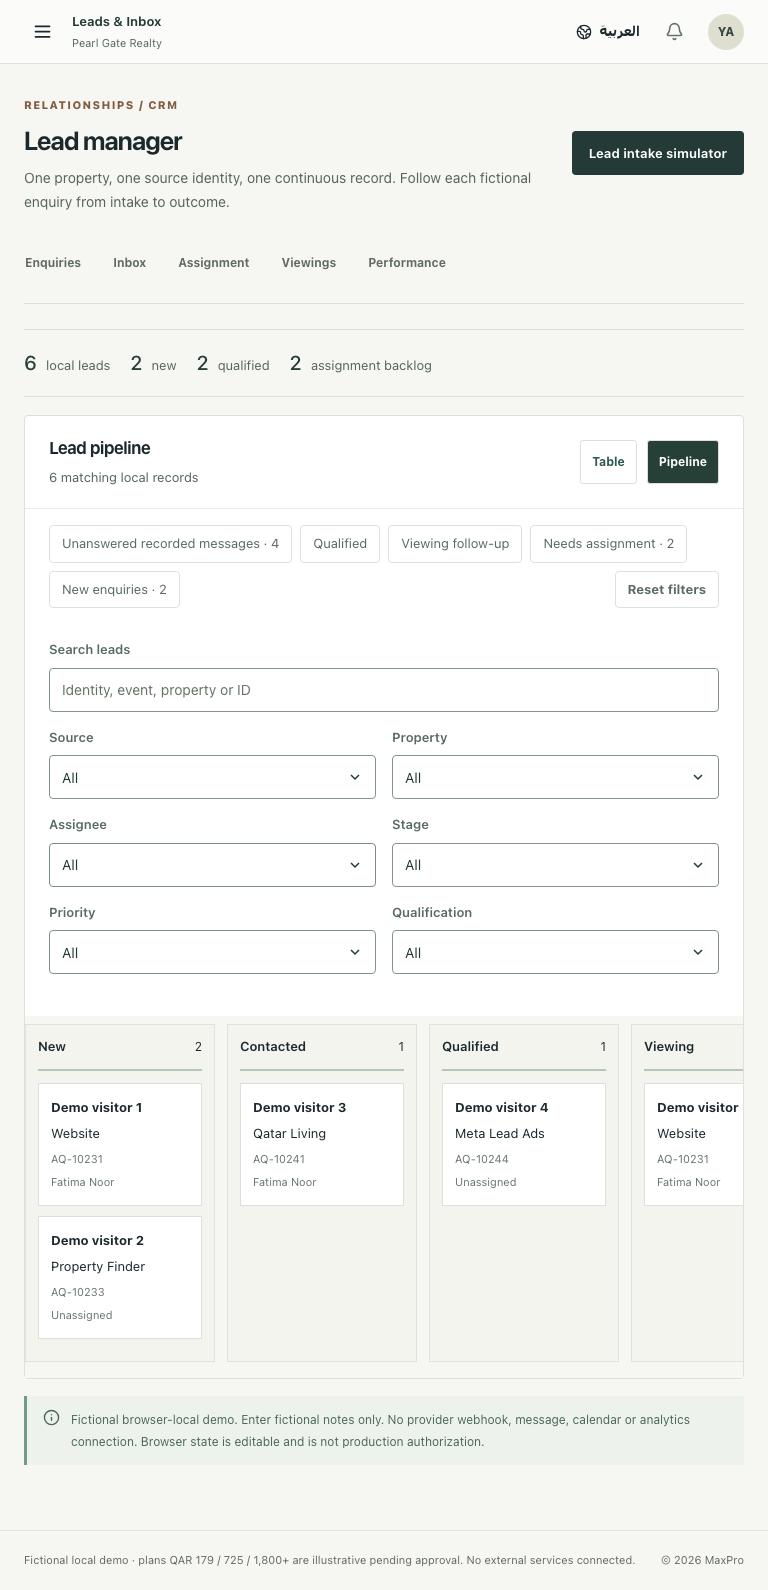 Leads & Inbox
Pearl Gate Realty
العربية
YA
RELATIONSHIPS / CRM
Lead manager
Lead intake simulator
One property, one source identity, one continuous record. Follow each fictional
enquiry from intake to outcome.
Enquiries Inbox Assignment Viewings Performance
6 local leads 2 new 2 qualified 2 assignment backlog
Lead pipeline
6 matching local records
Table Pipeline
Unanswered recorded messages · 4 Qualified Viewing follow-up Needs assignment · 2
New enquiries · 2 Reset filters
Search leads
Identity, event, property or ID
Source Property
All All
Assignee Stage
All All
Priority Qualification
All All
New 2 Contacted 1 Qualified 1 Viewing
Demo visitor 1 Demo visitor 3 Demo visitor 4 Demo visitor
Website Qatar Living Meta Lead Ads Website
AQ-10231 AQ-10241 AQ-10244 AQ-10231
Fatima Noor Fatima Noor Unassigned Fatima Noor
Demo visitor 2
Property Finder
AQ-10233
Unassigned
Fictional browser-local demo. Enter fictional notes only. No provider webhook, message, calendar or analytics
connection. Browser state is editable and is not production authorization.
Fictional local demo · plans QAR 179 / 725 / 1,800+ are illustrative pending approval. No external services connected. © 2026 MaxPro